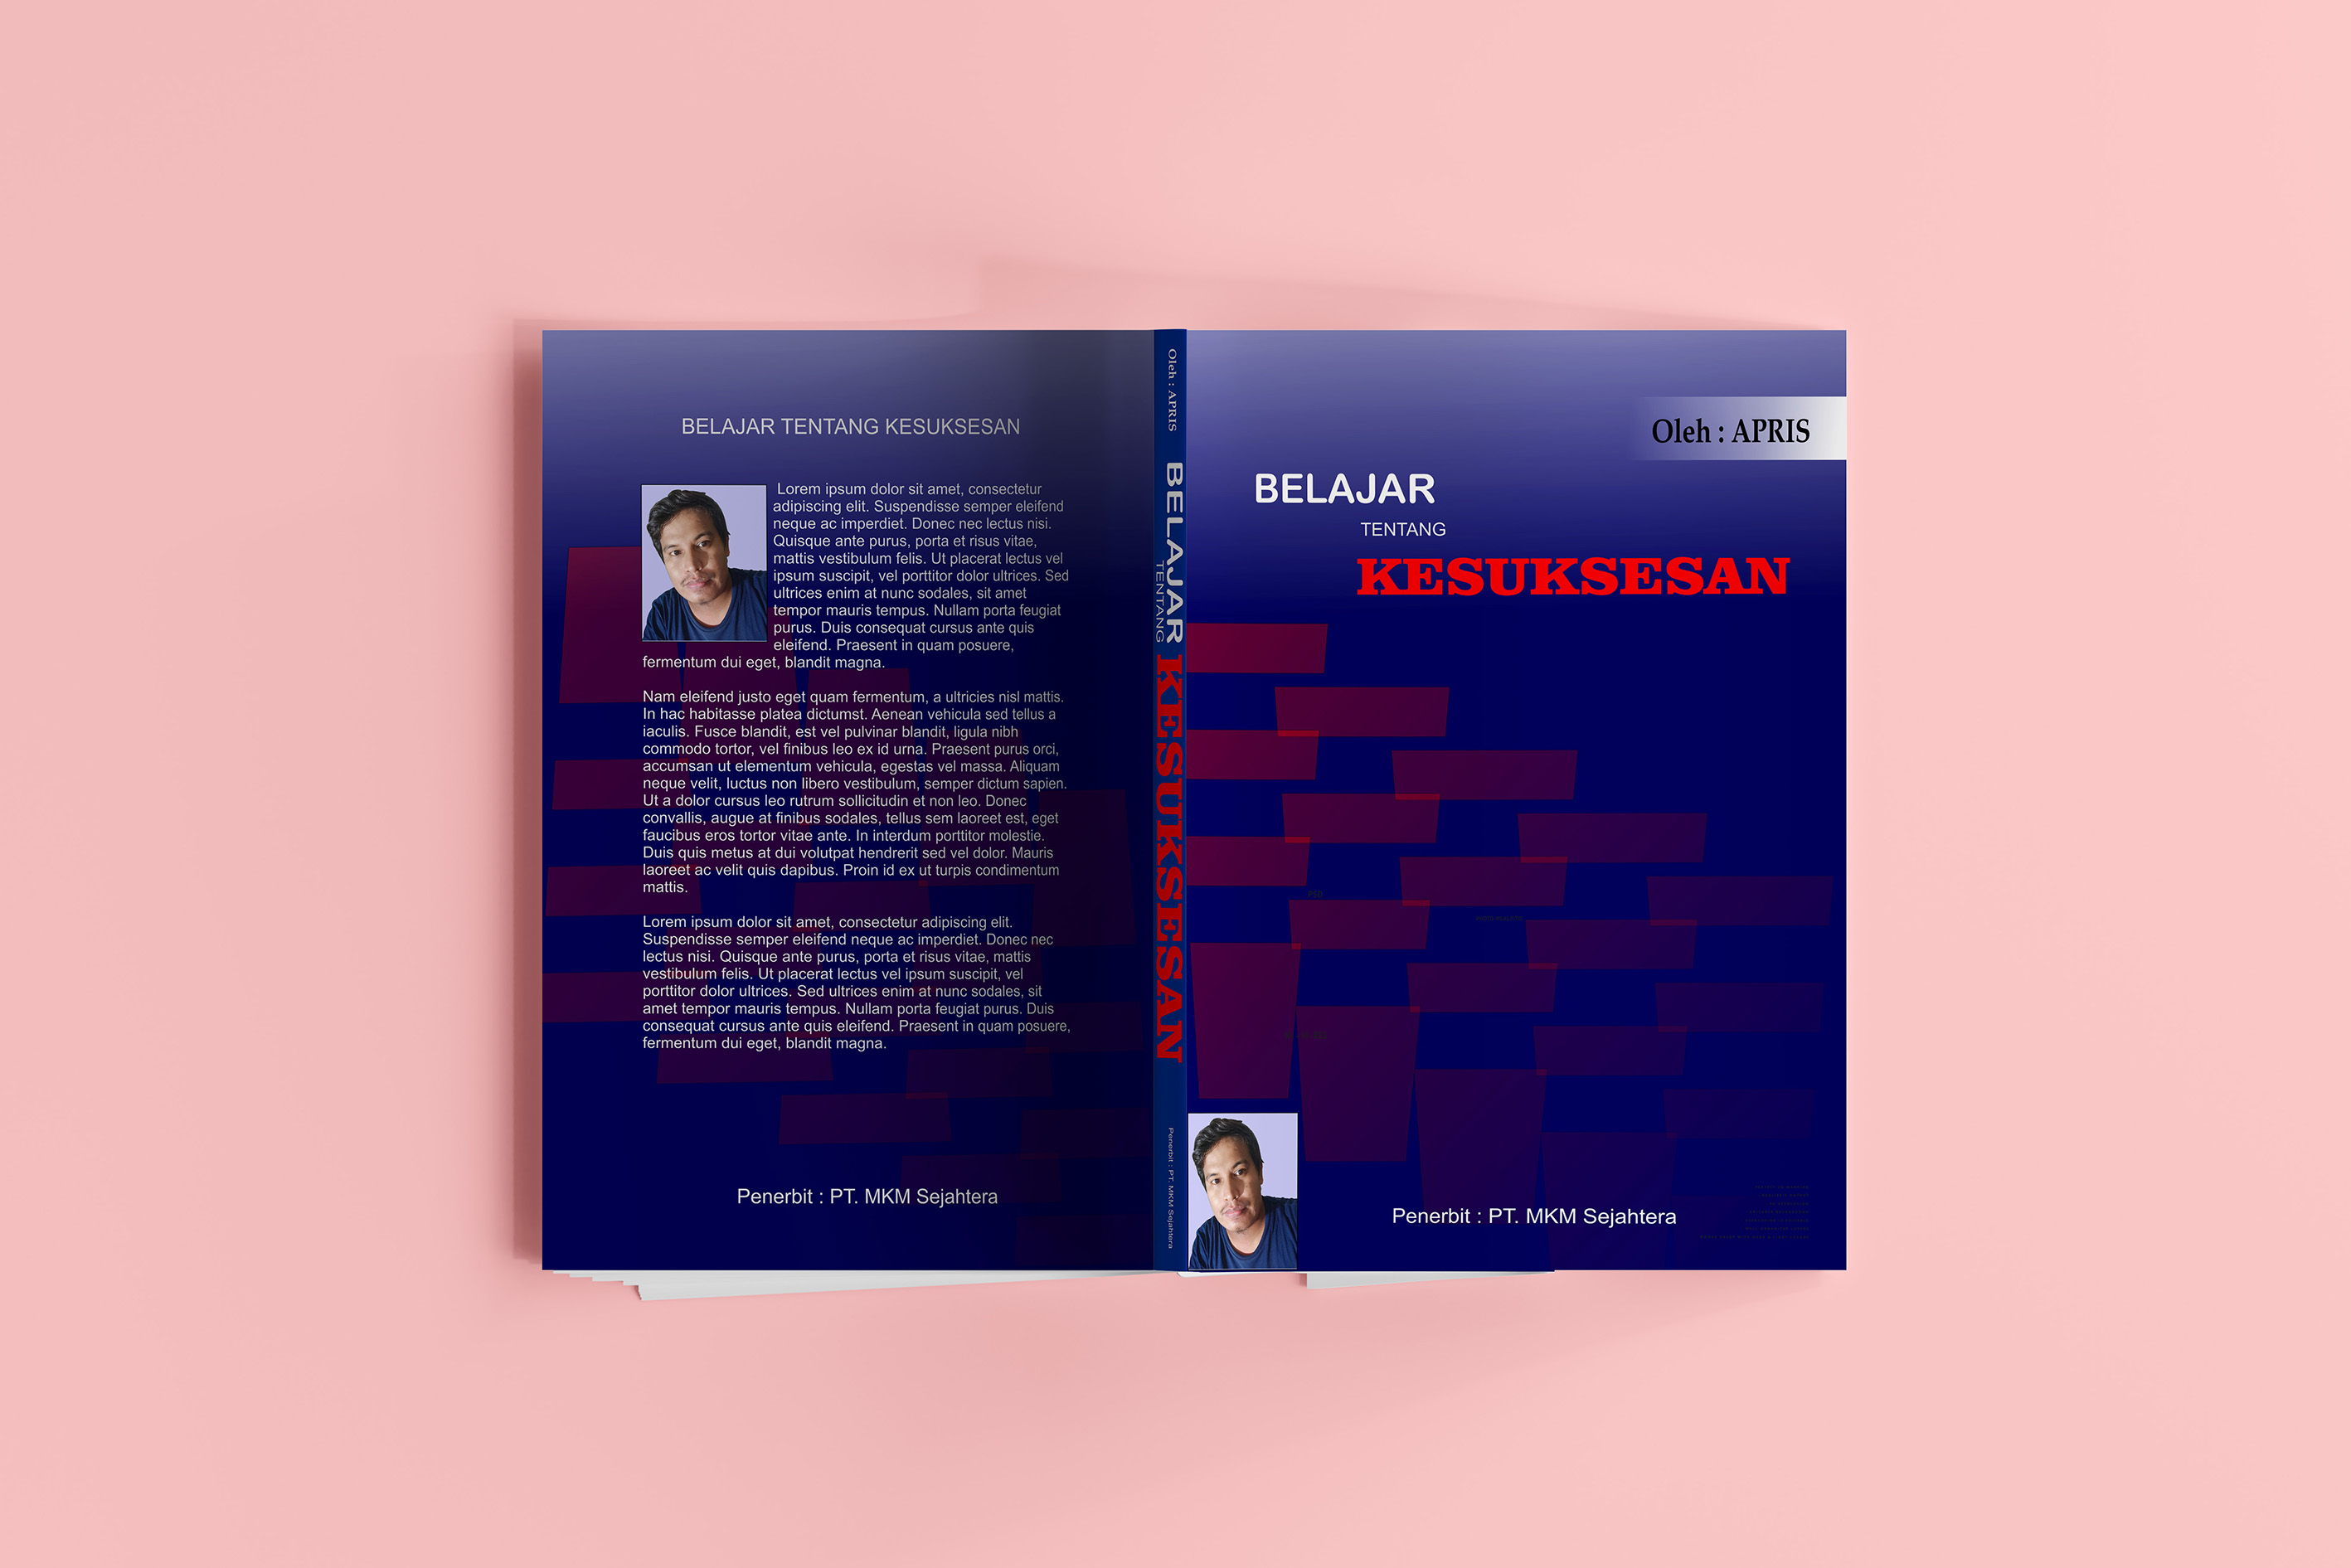 BELAJAR TENTANG KESUKSESAN
Lorem ipsum dolor sit amet, consectetur
adipiscing elit. Suspendisse semper eleifend
neque ac imperdiet. Donec nec lectus nisi.
Quisque ante purus, porta et risus vitae,
mattis vestibulum felis. Ut placerat lectus vel
ipsum suscipit, vel porttitor dolor ultrices. Sed
ultrices enim at nunc sodales, sit amet
tempor mauris tempus. Nullam porta feugiat
purus. Duis consequat cursus ante quis
eleifend. Praesent in quam posuere,
fermentum dui eget, blandit magna.
Nam eleifend justo eget quam fermentum, a ultricies nisl mattis.
In hac habitasse platea dictumst. Aenean vehicula sed tellus a
iaculis. Fusce blandit, est vel pulvinar blandit, ligula nibh
commodo tortor, vel finibus leo ex id urna. Praesent purus orci,
accumsan ut elementum vehicula, egestas vel massa. Aliquam
neque velit, luctus non libero vestibulum, semper dictum sapien.
Ut a dolor cursus leo rutrum sollicitudin et non leo. Donec
convallis, augue at finibus sodales, tellus sem laoreet est, eget
faucibus eros tortor vitae ante. In interdum porttitor molestie.
Duis quis metus at dui volutpat hendrerit sed vel dolor. Mauris
laoreet ac velit quis dapibus. Proin id ex ut turpis condimentum
mattis.
Lorem ipsum dolor sit amet, consectetur adipiscing elit.
Suspendisse semper eleifend neque ac imperdiet. Donec nec
lectus nisi. Quisque ante purus, porta et risus vitae, mattis
vestibulum felis. Ut placerat lectus vel ipsum suscipit, vel
porttitor dolor ultrices. Sed ultrices enim at nunc sodales, sit
amet tempor mauris tempus. Nullam porta feugiat purus. Duis
consequat cursus ante quis eleifend. Praesent in quam posuere,
fermentum dui eget, blandit magna.
Penerbit : PT. MKM Sejahtera
Oleh : APRIS
BELAJAR
TENTANG
KESUKSESAN
Penerbit : PT. MKM Sejahtera
Oleh : APRIS
BELAJAR
TENTANG
KESUKSESAN
PSD
Penerbit : PT. MKM Sejahtera